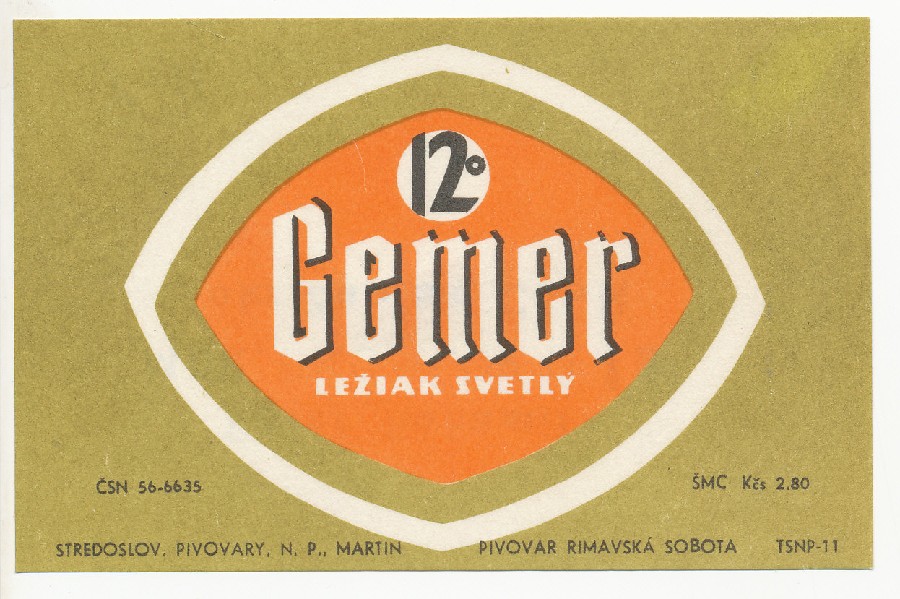 12°
Gemer
LEŽIAK SVETLÝ
ČSN 56-6635
ŠMC Kčs 2,80
STREDOSLOV. PIVOVARY, N. P., MARTIN
PIVOVAR RIMAVSKÁ SOBOTA
TSNP-11